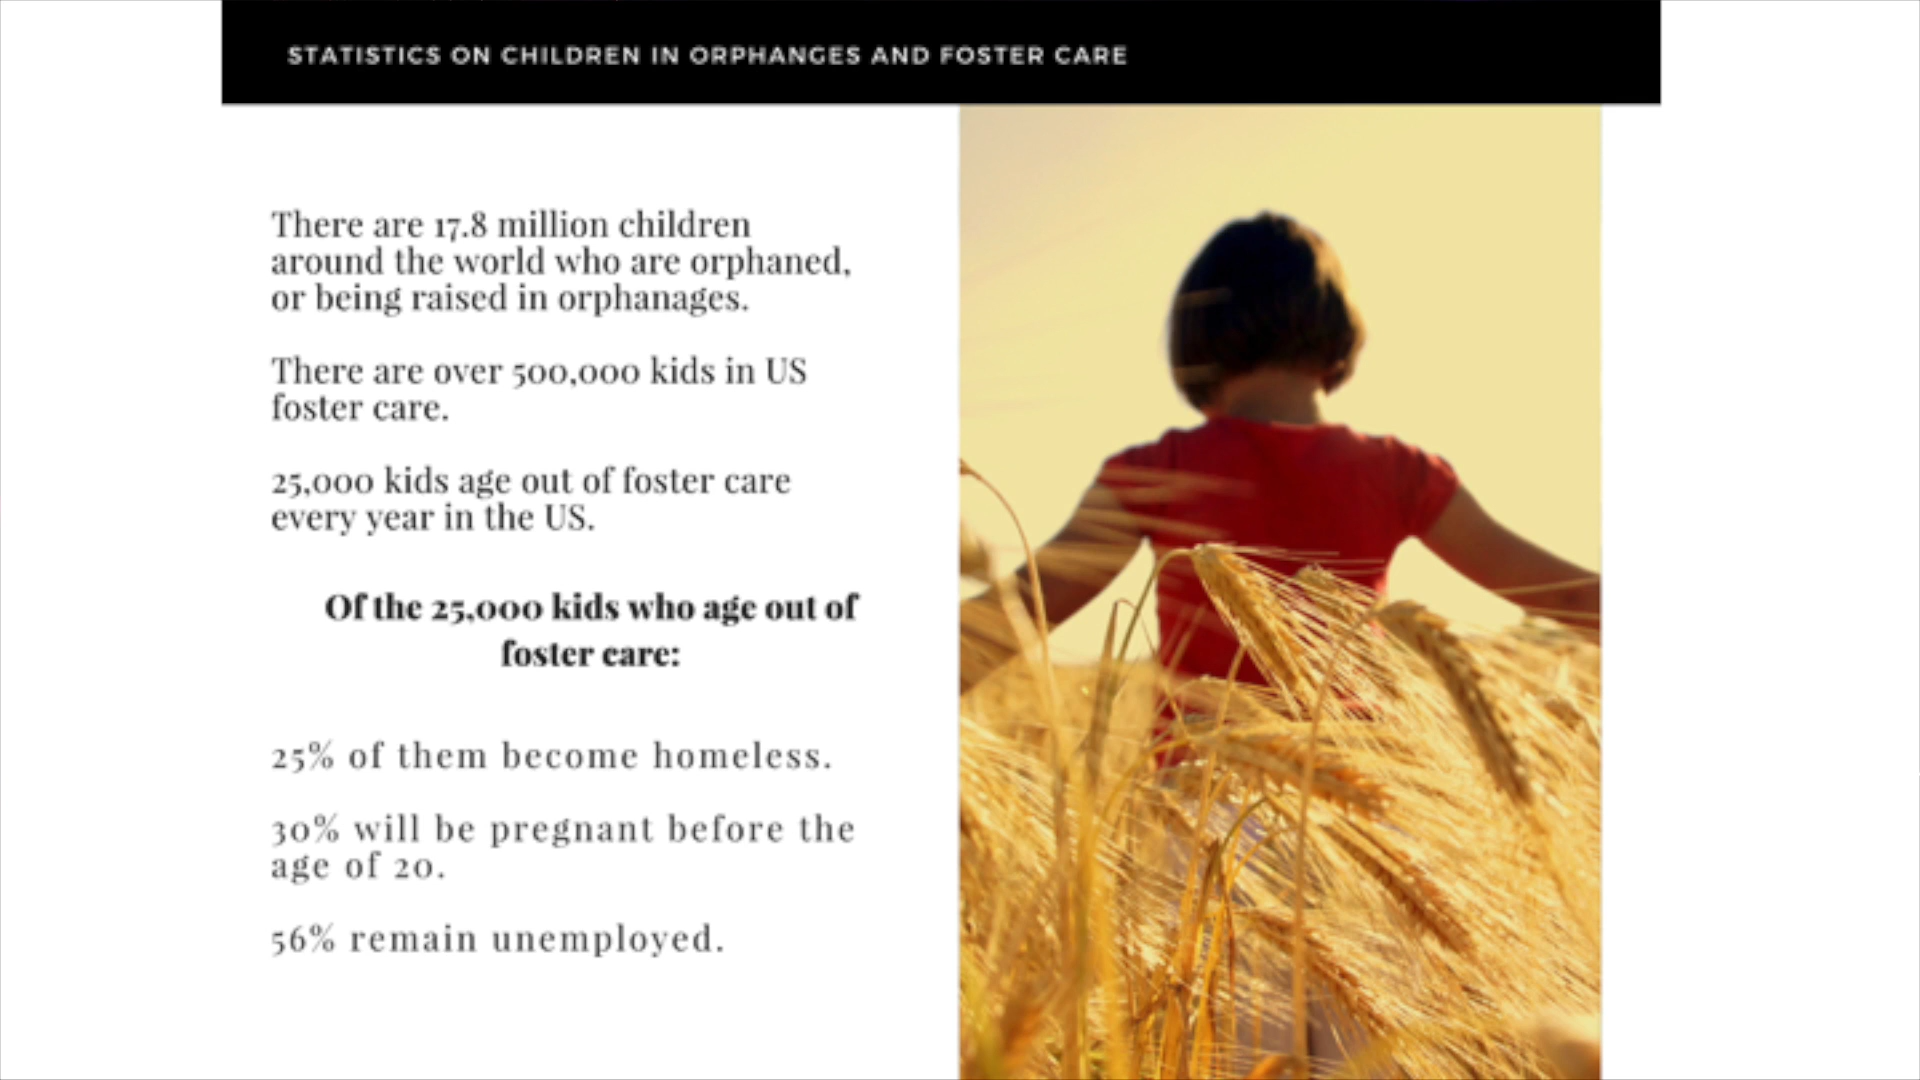 STATISTICS ON CHILDREN IN ORPHANGES AND FOSTER CARE
There are 17.8 million children
around the world who are orphaned,
or being raised in orphanages.
There are over 500,000 kids in US
foster care.
25,000 kids age out of foster care
every year in the US.
Of the 25,000 kids who age out of
foster care:
25% of them become homeless.
30% will be pregnant before the
age of 20.
56% remain unemployed.